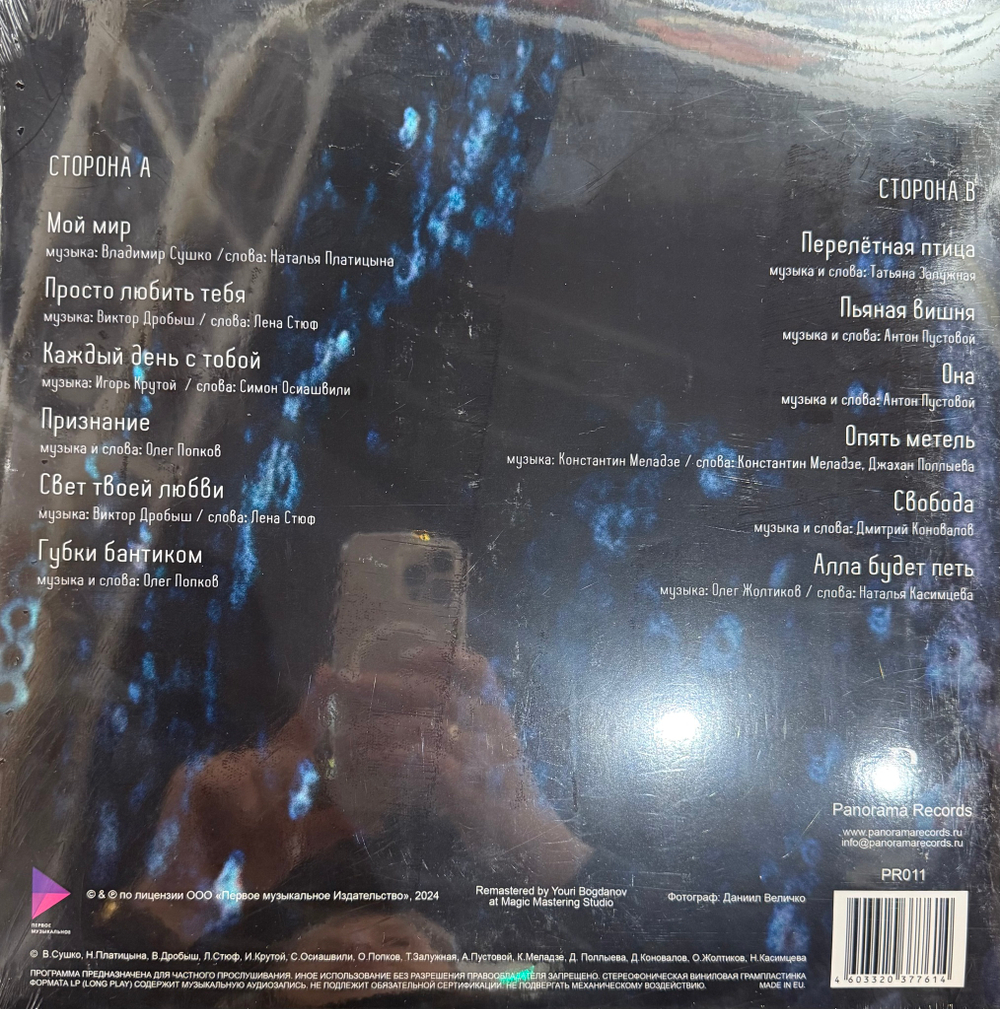 СТОРОНА А
Мой мир
музыка: Владимир Сушко / слова: Наталья Платицына
Просто любить тебя
музыка: Виктор Дробыш / слова: Лена Стюф
Каждый день с тобой
музыка: Игорь Крутой / слова: Симон Осиашвили
Признание
музыка и слова: Олег Попков
Свет твоей любви
музыка: Виктор Дробыш / слова: Лена Стюф
Губки бантиком
музыка и слова: Олег Попков
СТОРОНА В
Перелётная птица
музыка и слова: Татьяна Залужная
Пьяная вишня
музыка и слова: Антон Пустовой
Она
музыка и слова: Антон Пустовой
Опять метель
музыка: Константин Меладзе / слова: Константин Меладзе, Джахан Поллыева
Свобода
музыка и слова: Дмитрий Коновалов
Алла будет петь
музыка: Олег Жолтиков / слова: Наталья Касимцева
Panorama Records
www.panoramarecords.ru
info@panoramarecords.ru
PR011
ПЕРВОЕ
МУЗЫКАЛЬНОЕ
© & ℗ по лицензии ООО «Первое музыкальное Издательство», 2024
Remastered by Youri Bogdanov
at Magic Mastering Studio
Фотограф: Даниил Величко
© В.Сушко, Н.Платицына, В.Дробыш, Л.Стюф, И.Крутой, С.Осиашвили, О.Попков, Т.Залужная, А.Пустовой, К.Меладзе, Д. Поллыева, Д.Коновалов, О.Жолтиков, Н.Касимцева
ПРОГРАММА ПРЕДНАЗНАЧЕНА ДЛЯ ЧАСТНОГО ПРОСЛУШИВАНИЯ. ИНОЕ ИСПОЛЬЗОВАНИЕ БЕЗ РАЗРЕШЕНИЯ ПРАВООБЛАДАТЕЛЯ ЗАПРЕЩЕНО. СТЕРЕОФОНИЧЕСКАЯ ВИНИЛОВАЯ ГРАМПЛАСТИНКА
ФОРМАТА LP (LONG PLAY) СОДЕРЖИТ МУЗЫКАЛЬНУЮ АУДИОЗАПИСЬ. НЕ ПОДЛЕЖИТ ОБЯЗАТЕЛЬНОЙ СЕРТИФИКАЦИИ. НЕ ПОДВЕРГАТЬ МЕХАНИЧЕСКОМУ ВОЗДЕЙСТВИЮ. MADE IN EU.
4 603320 377614